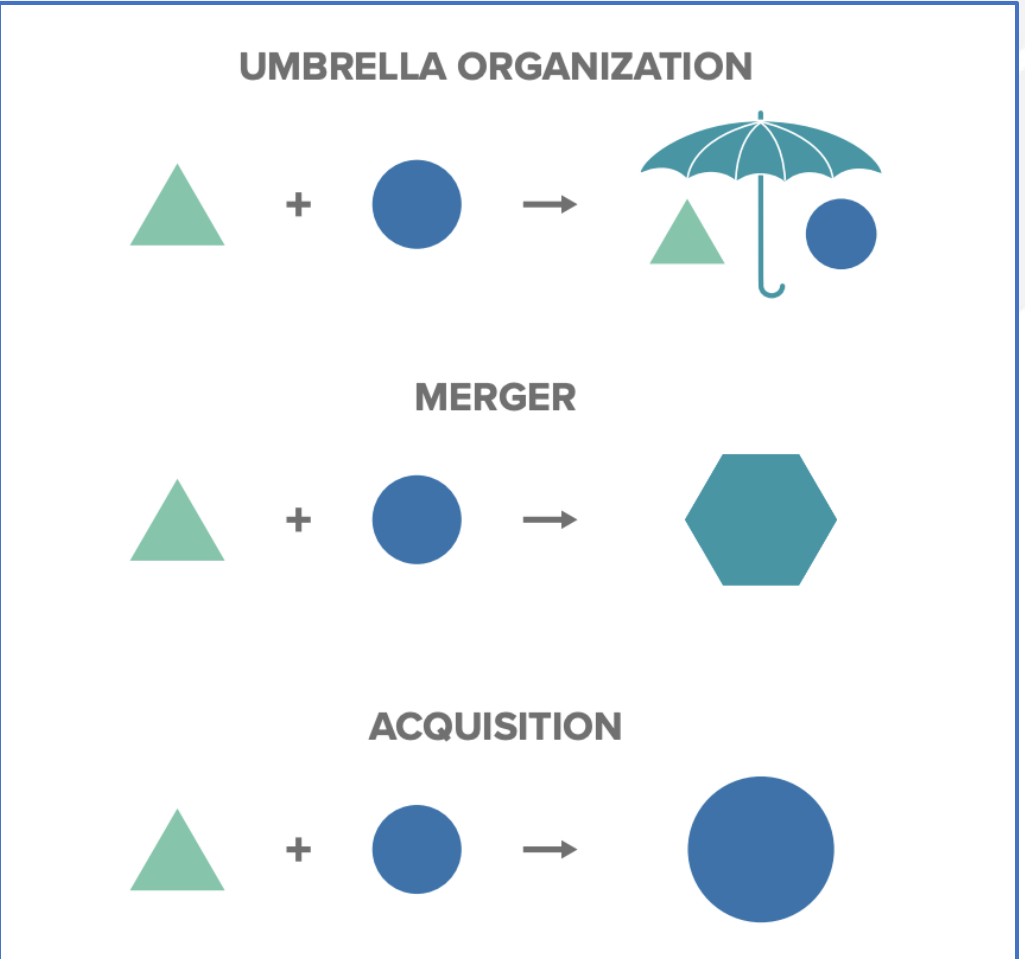 UMBRELLA ORGANIZATION
+
MERGER
+
ACQUISITION
+